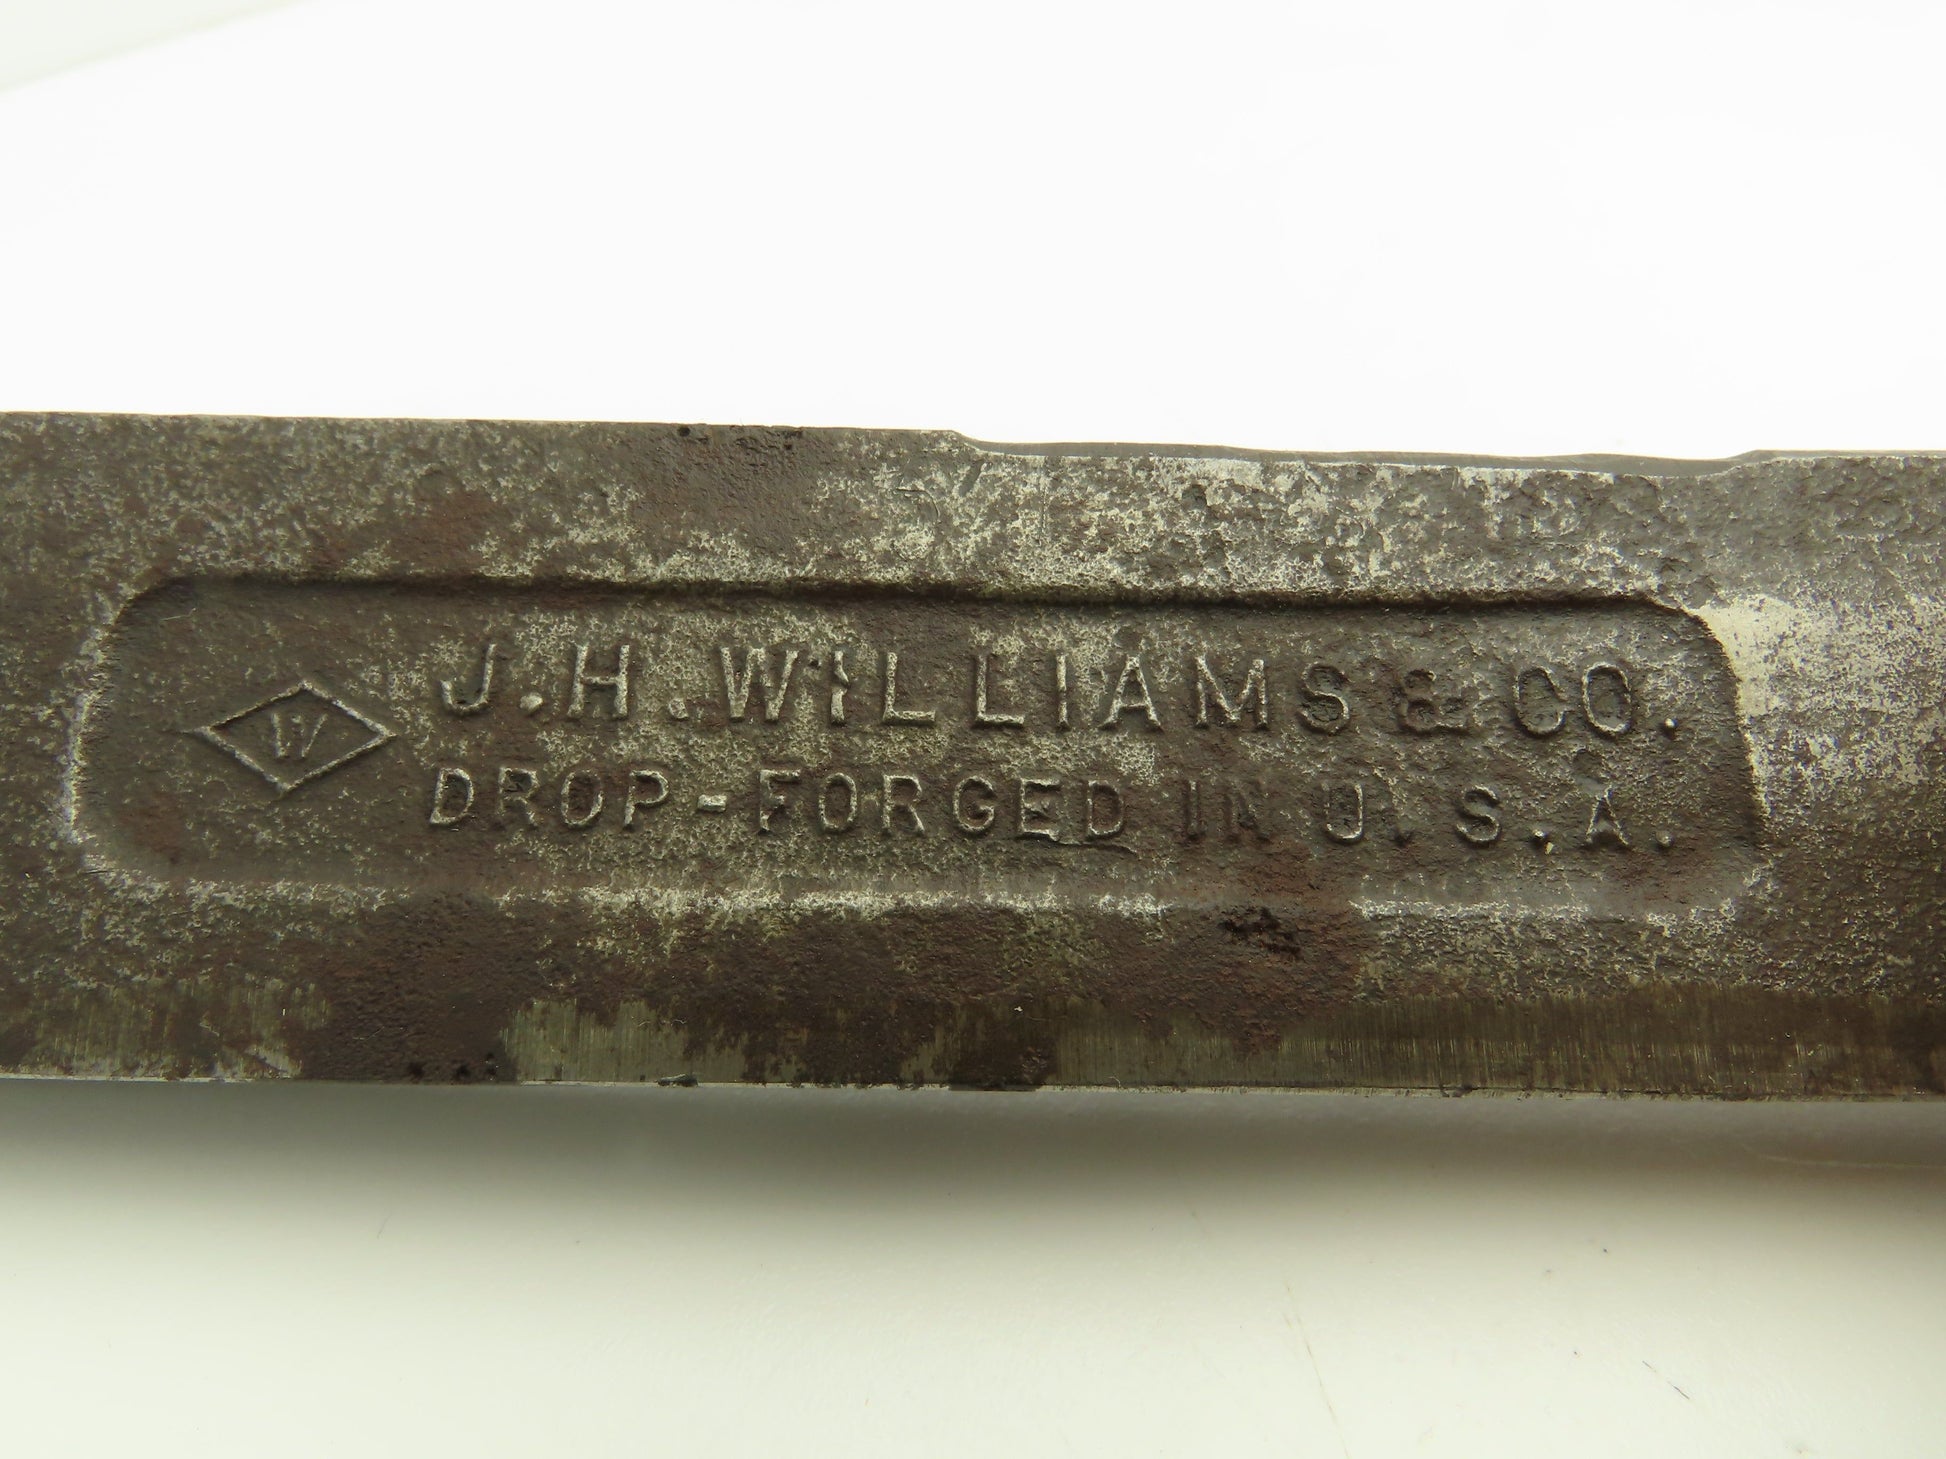 W
J.H.WILLIAMS & CO.
DROP-FORGED IN U.S.A.